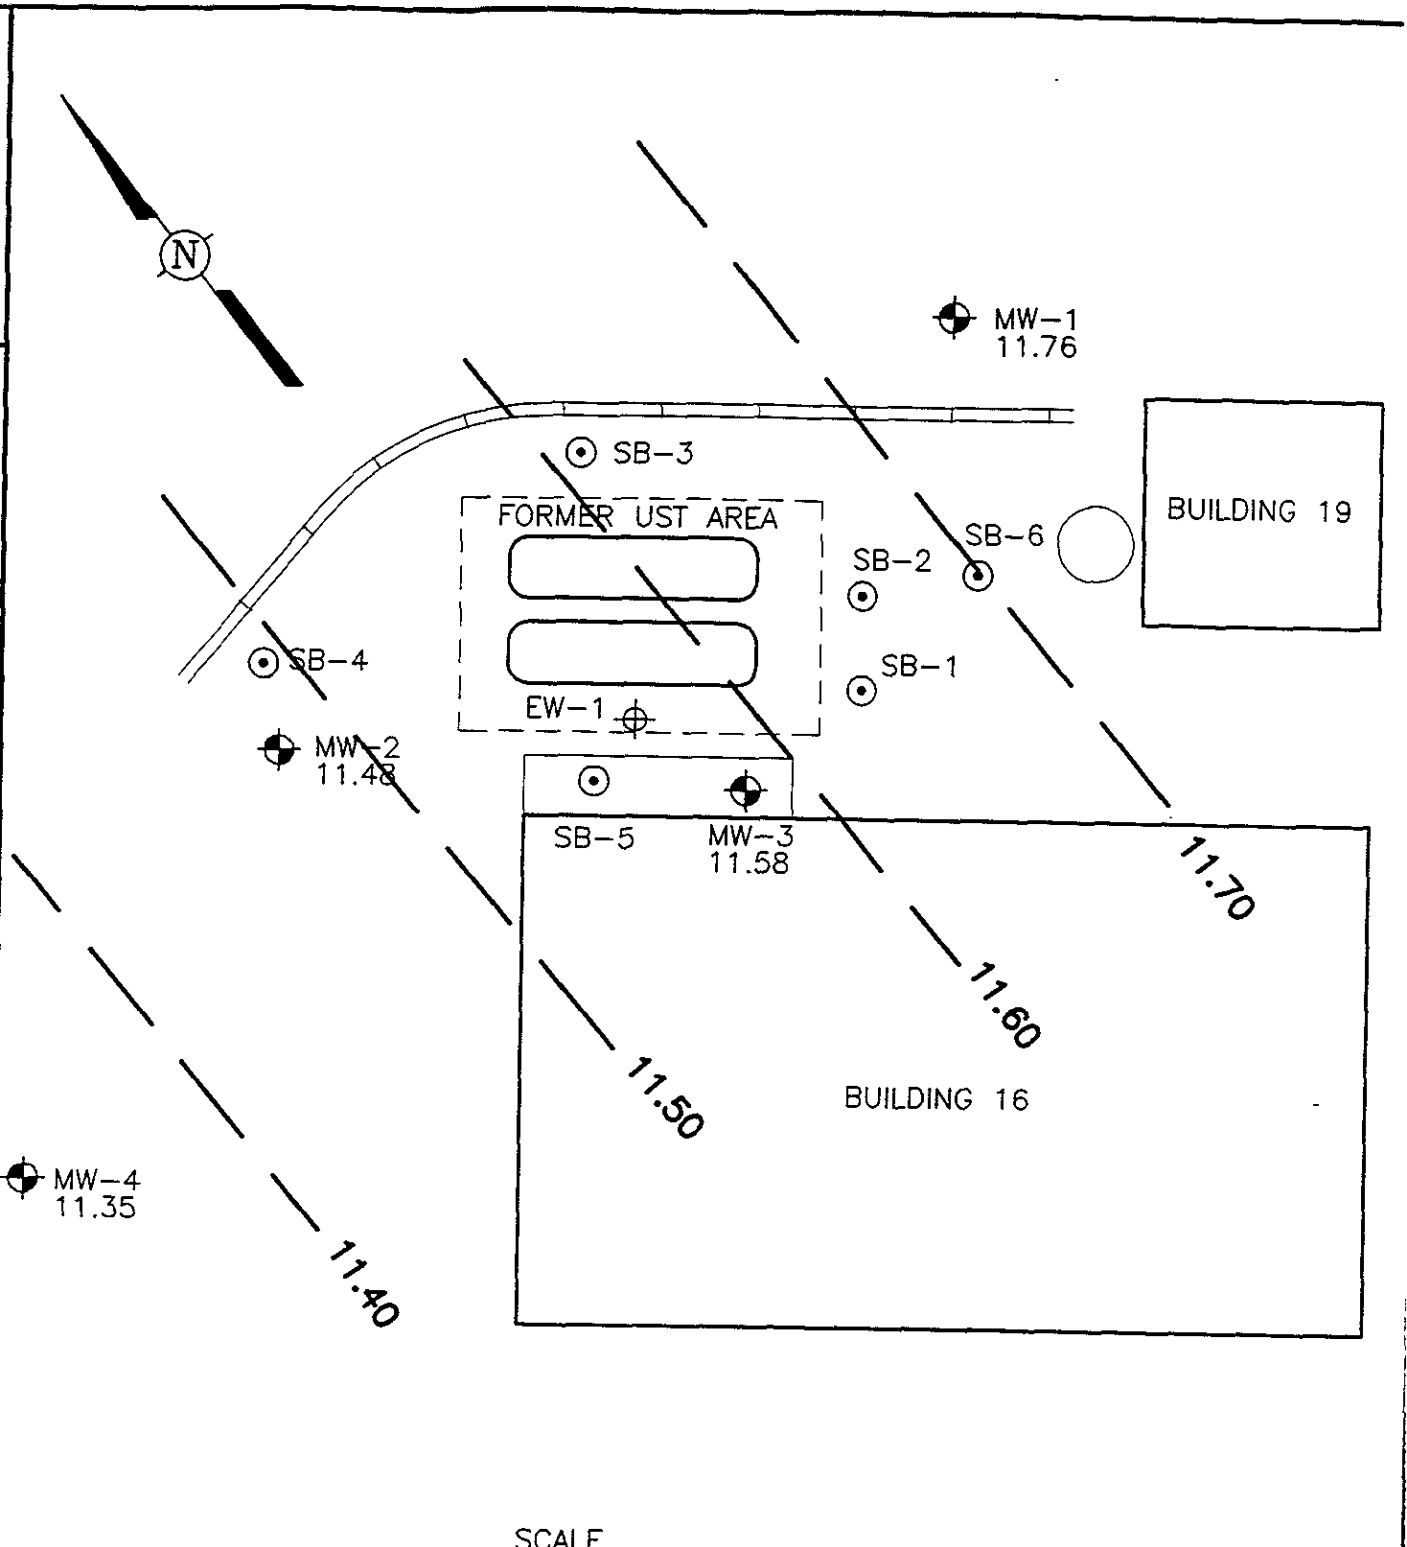 N
MW-1
11.76
SB-3
BUILDING 19
FORMER UST AREA
SB-6
SB-2
SB-4
SB-1
EW-1
MW-2
11.48
SB-5
MW-3
11.58
11.70
11.60
11.50
BUILDING 16
MW-4
11.35
11.40
SCALE